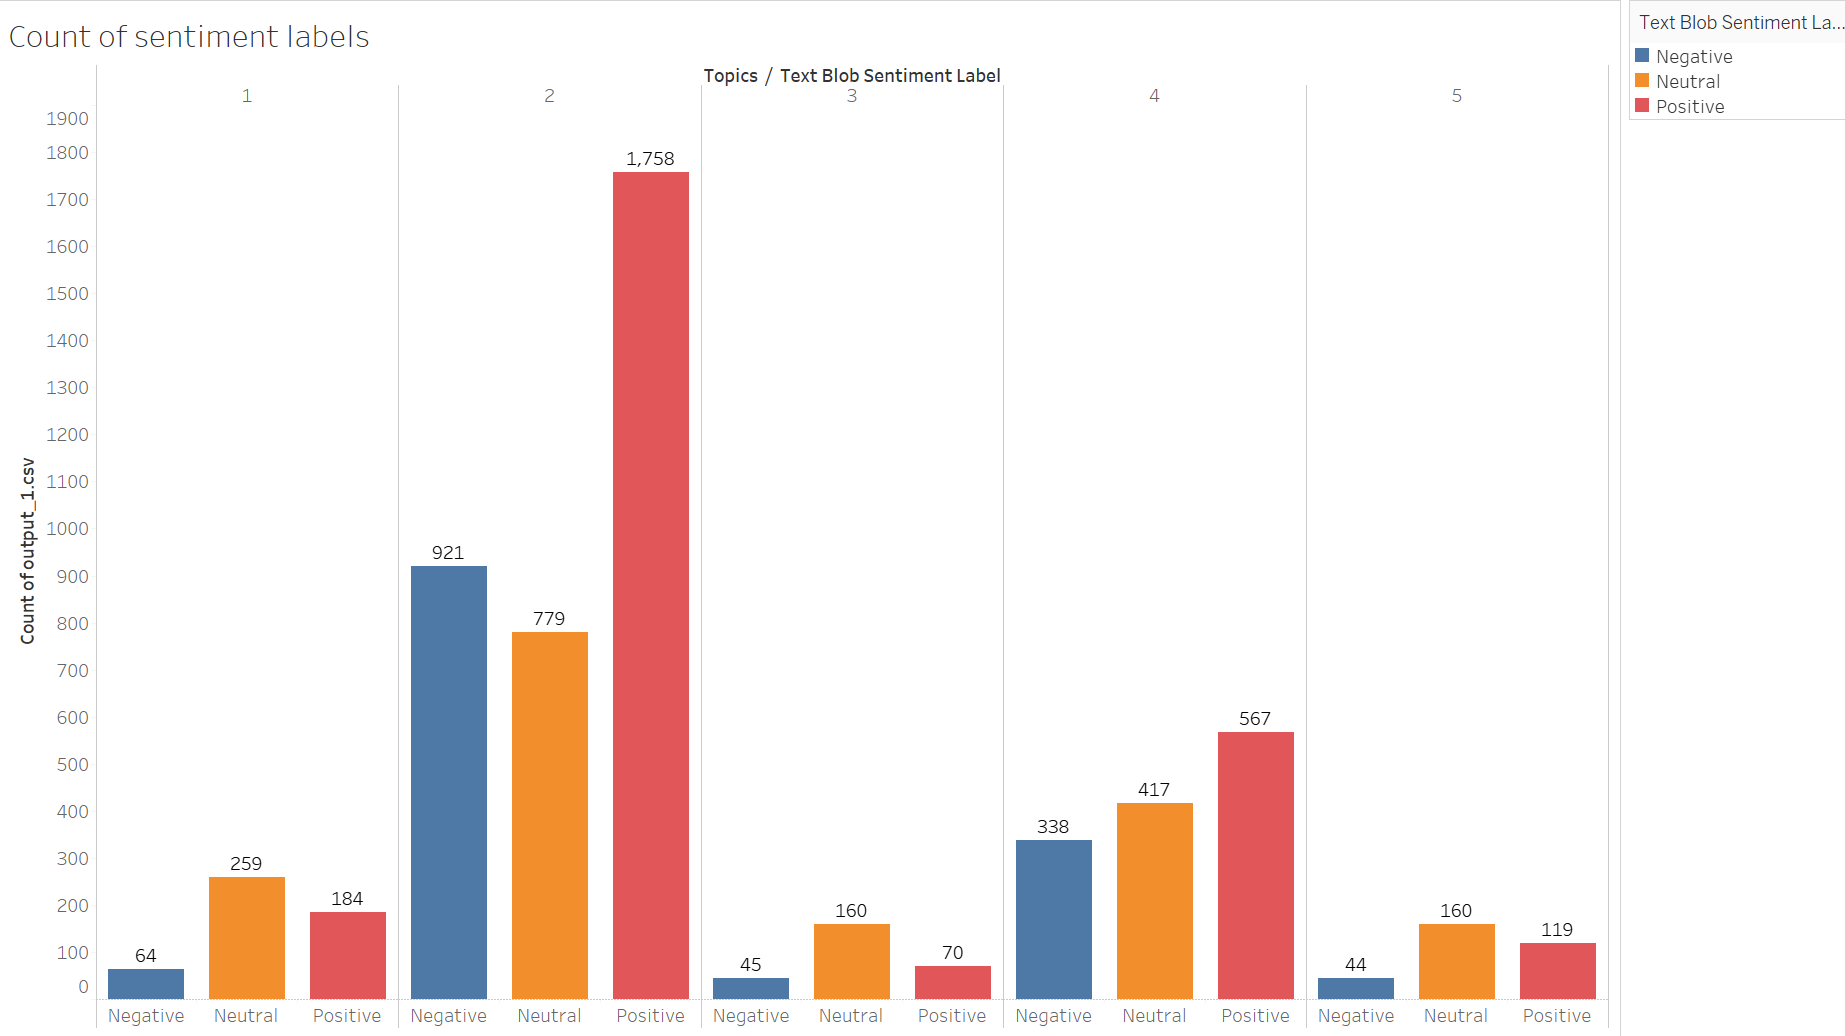 Count of sentiment labels
Topics / Text Blob Sentiment Label
1 2 3 4 5
Count of output_1.csv
1900
1800
1700
1600
1500
1400
1300
1200
1100
1000
900
800
700
600
500
400
300
200
100
0
64 259 184
921 779 1,758
45 160 70
338 417 567
44 160 119
Negative Neutral Positive Negative Neutral Positive Negative Neutral Positive Negative Neutral Positive Negative Neutral Positive
Text Blob Sentiment La...
Negative
Neutral
Positive